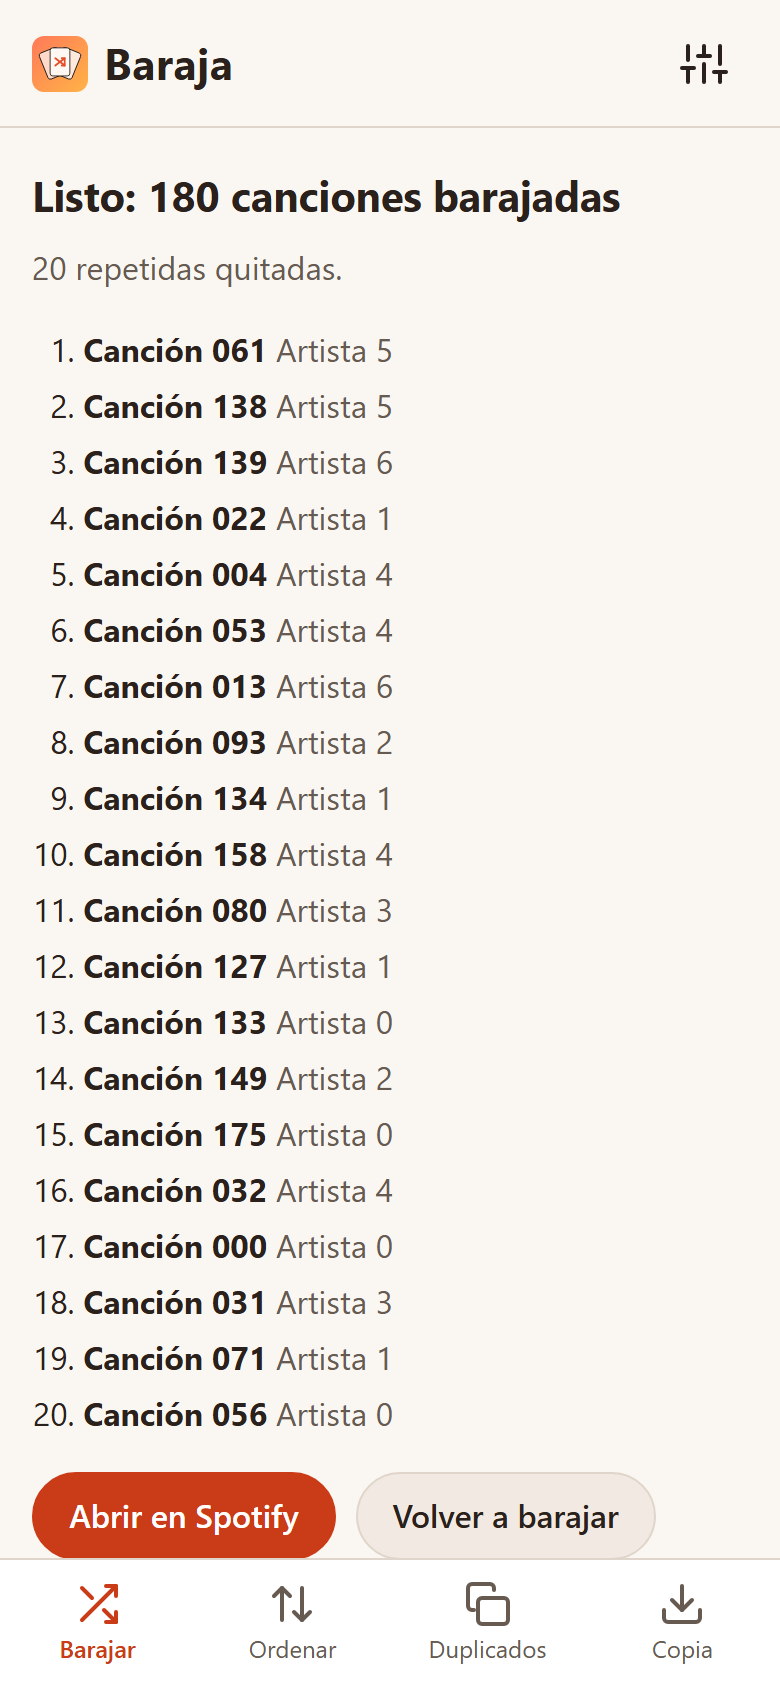 Baraja
Listo: 180 canciones barajadas
20 repetidas quitadas.
1. Canción 061 Artista 5
2. Canción 138 Artista 5
3. Canción 139 Artista 6
4. Canción 022 Artista 1
5. Canción 004 Artista 4
6. Canción 053 Artista 4
7. Canción 013 Artista 6
8. Canción 093 Artista 2
9. Canción 134 Artista 1
10. Canción 158 Artista 4
11. Canción 080 Artista 3
12. Canción 127 Artista 1
13. Canción 133 Artista 0
14. Canción 149 Artista 2
15. Canción 175 Artista 0
16. Canción 032 Artista 4
17. Canción 000 Artista 0
18. Canción 031 Artista 3
19. Canción 071 Artista 1
20. Canción 056 Artista 0
Abrir en Spotify Volver a barajar
Barajar Ordenar Duplicados Copia